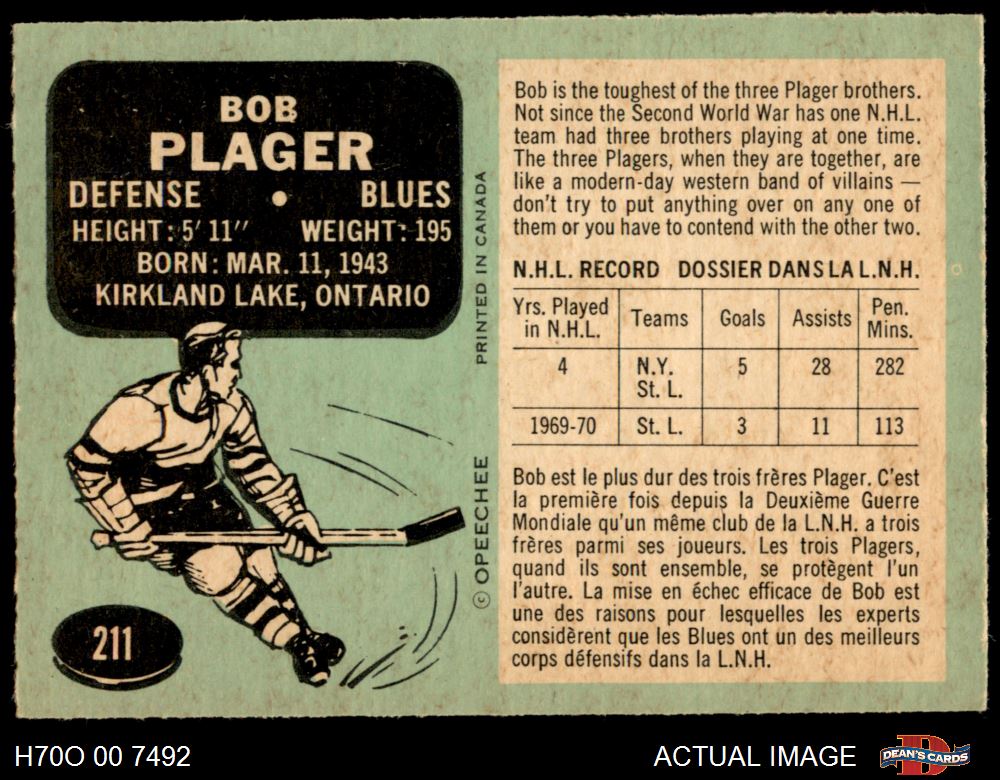 BOB
PLAGER
DEFENSE • BLUES
HEIGHT: 5' 11" WEIGHT: 195
BORN: MAR. 11, 1943
KIRKLAND LAKE, ONTARIO
211
© OPEECHEE PRINTED IN CANADA
Bob is the toughest of the three Plager brothers.
Not since the Second World War has one N.H.L.
team had three brothers playing at one time.
The three Plagers, when they are together, are
like a modern-day western band of villains —
don't try to put anything over on any one of
them or you have to contend with the other two.
N.H.L. RECORD DOSSIER DANS LA L.N.H.
Yrs. Played in N.H.L. Teams Goals Assists Pen. Mins.
4 N.Y. St. L. 5 28 282
1969-70 St. L. 3 11 113
Bob est le plus dur des trois frères Plager. C'est
la première fois depuis la Deuxième Guerre
Mondiale qu'un même club de la L.N.H. a trois
frères parmi ses joueurs. Les trois Plagers,
quand ils sont ensemble, se protègent l'un
l'autre. La mise en échec efficace de Bob est
une des raisons pour lesquelles les experts
considèrent que les Blues ont un des meilleurs
corps défensifs dans la L.N.H.
H70O 00 7492 ACTUAL IMAGE DEAN'S CARDS